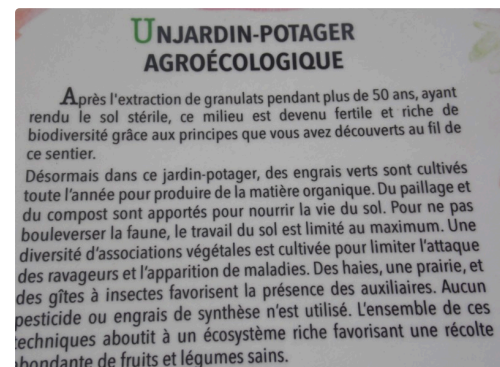 UNJARDIN-POTAGER
AGROÉCOLOGIQUE
Après l'extraction de granulats pendant plus de 50 ans, ayant
rendu le sol stérile, ce milieu est devenu fertile et riche de
biodiversité grâce aux principes que vous avez découverts au fil de
ce sentier.
Désormais dans ce jardin-potager, des engrais verts sont cultivés
toute l'année pour produire de la matière organique. Du paillage et
du compost sont apportés pour nourrir la vie du sol. Pour ne pas
bouleverser la faune, le travail du sol est limité au maximum. Une
diversité d'associations végétales est cultivée pour limiter l'attaque
des ravageurs et l'apparition de maladies. Des haies, une prairie, et
des gîtes à insectes favorisent la présence des auxiliaires. Aucun
pesticide ou engrais de synthèse n'est utilisé. L'ensemble de ces
techniques aboutit à un écosystème riche favorisant une récolte
abondante de fruits et légumes sains.